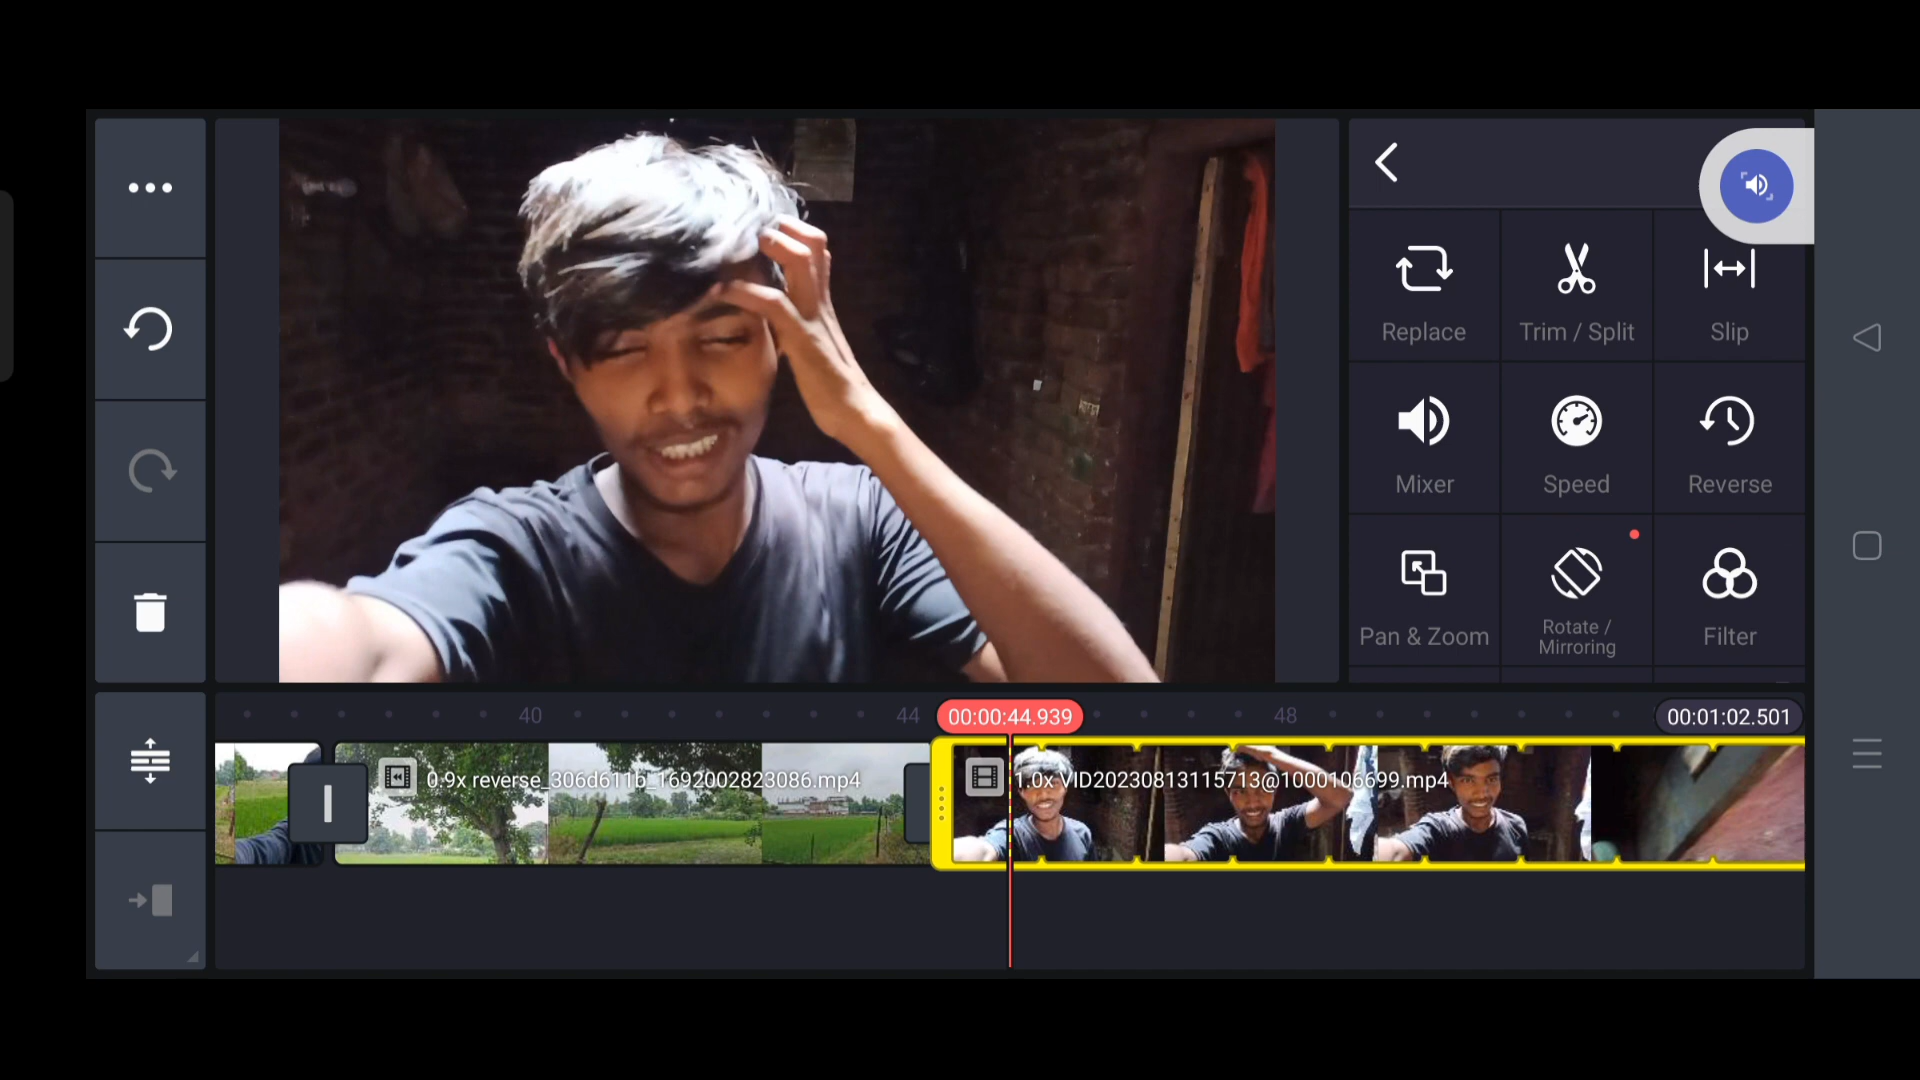 Replace
Trim / Split
Slip
Mixer
Speed
Reverse
Pan & Zoom
Rotate /
Mirroring
Filter
40
44
00:00:44.939
48
00:01:02.501
0.9x reverse_306d611b_1692002823086.mp4
1.0x VID20230813115713@1000106699.mp4